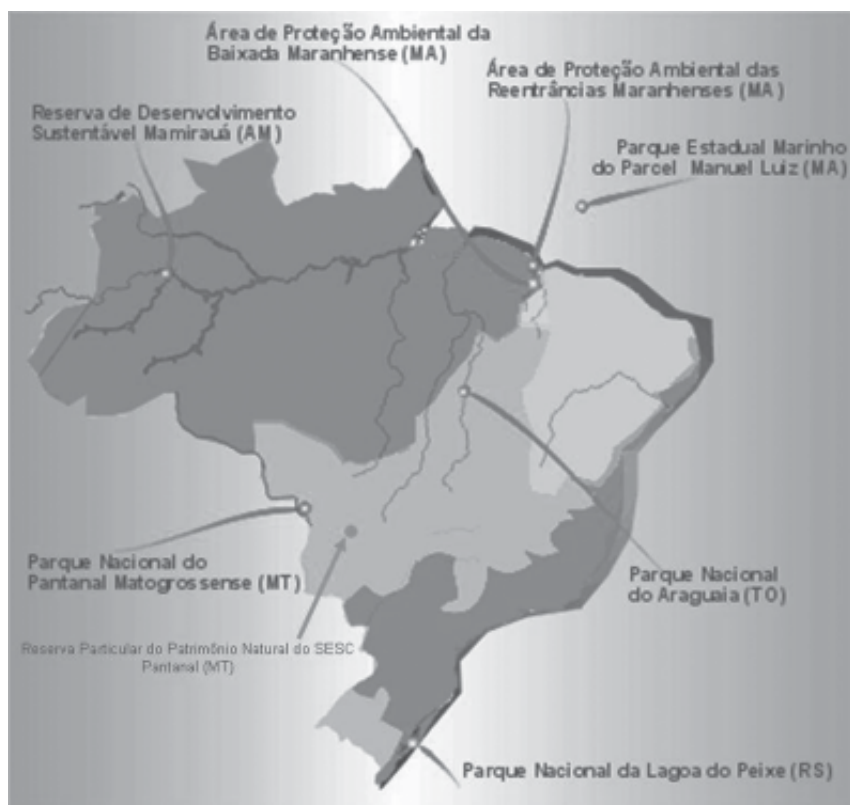 Área de Proteção Ambiental da
Baixada Maranhense (MA)
Área de Proteção Ambiental das
Reentrâncias Maranhenses (MA)
Reserva de Desenvolvimento
Sustentável Mamirauá (AM)
Parque Estadual Marinho
do Parcel Manuel Luiz (MA)
Parque Nacional do
Pantanal Matogrossense (MT)
Parque Nacional
do Araguaia (TO)
Reserva Particular do Patrimônio Natural do SESC
Pantanal (MT)
Parque Nacional da Lagoa do Peixe (RS)